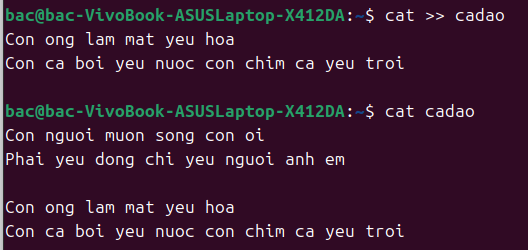 bac@bac-VivoBook-ASUSLaptop-X412DA:~$ cat >> cadao
Con ong lam mat yeu hoa
Con ca boi yeu nuoc con chim ca yeu troi
bac@bac-VivoBook-ASUSLaptop-X412DA:~$ cat cadao
Con nguoi muon song con oi
Phai yeu dong chi yeu nguoi anh em
Con ong lam mat yeu hoa
Con ca boi yeu nuoc con chim ca yeu troi